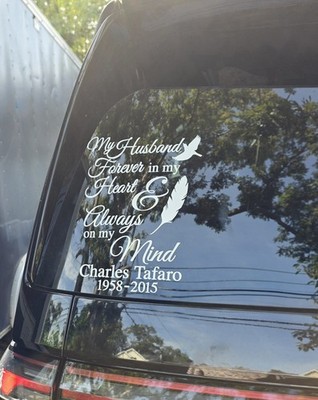 My Husband
Forever in my
Heart &
Always
on my
Mind
Charles Tafaro
1958-2015